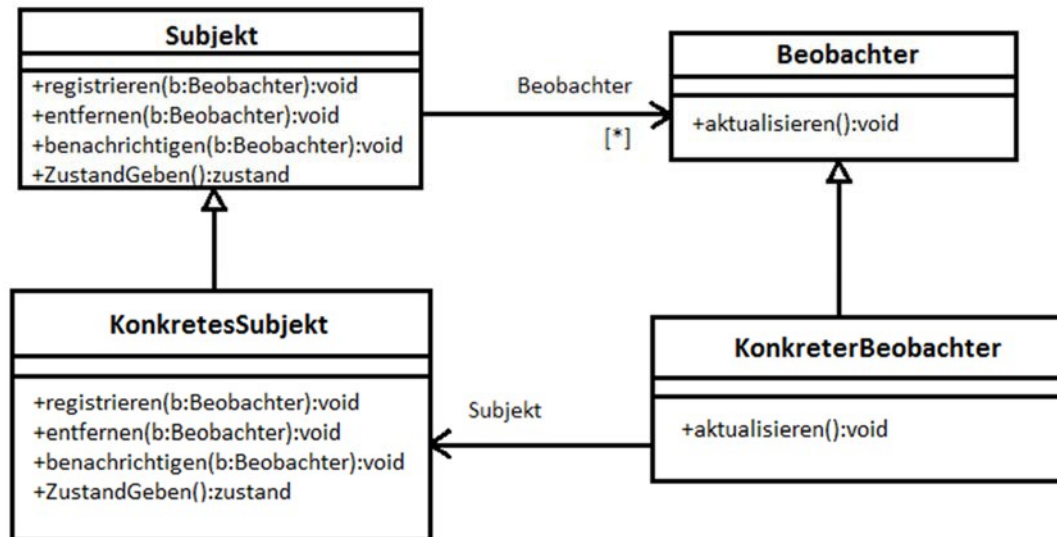 Subjekt
+registrieren(b:Beobachter):void
+entfernen(b:Beobachter):void
+benachrichtigen(b:Beobachter):void
+ZustandGeben():zustand
Beobachter
[*]
Beobachter
+aktualisieren():void
KonkretesSubjekt
+registrieren(b:Beobachter):void
+entfernen(b:Beobachter):void
+benachrichtigen(b:Beobachter):void
+ZustandGeben():zustand
Subjekt
KonkreterBeobachter
+aktualisieren():void